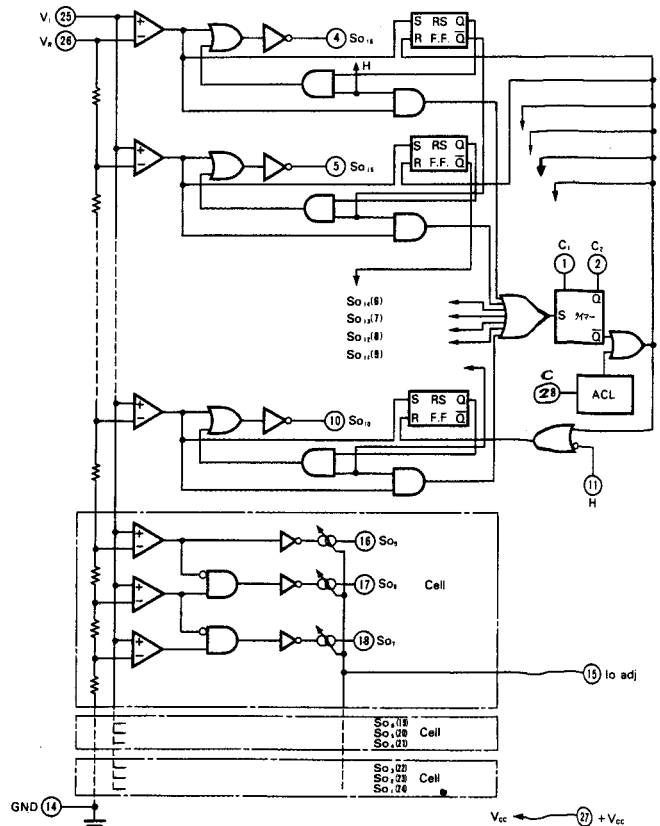 V₁ 25
V_R 26
4 So₁₆
S RS Q
R F.F. Q̅
H
5 So₁₅
S RS Q
R F.F. Q̅
C₁ C₂
1 2
So₁₄(6)
So₁₃(7)
So₁₂(8)
So₁₁(9)
Q
S タイマー
Q̅
C
28
ACL
S RS Q
R F.F Q̅
10 So₁₀
11
H
16 So₉
17 So₈
Cell
18 So₇
15 Io adj
So₆(19)
So₅(20) Cell
So₄(21)
So₃(22)
So₂(23) Cell
So₁(24)
GND 14
Vcc 27 +Vcc